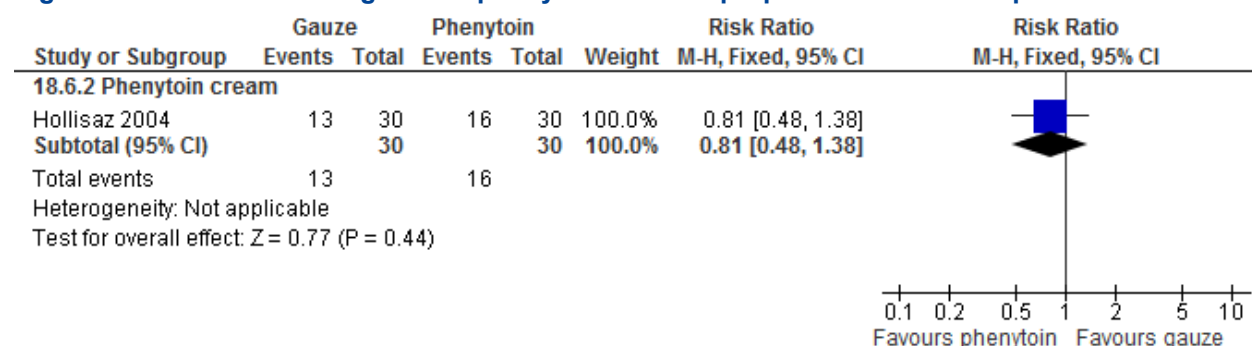 Gauze Phenytoin Risk Ratio Risk Ratio
Study or Subgroup Events Total Events Total Weight M-H, Fixed, 95% CI M-H, Fixed, 95% CI
18.6.2 Phenytoin cream
Hollisaz 2004 13 30 16 30 100.0% 0.81 [0.48, 1.38]
Subtotal (95% CI) 30 30 100.0% 0.81 [0.48, 1.38]
Total events 13 16
Heterogeneity: Not applicable
Test for overall effect: Z = 0.77 (P = 0.44)
0.1 0.2 0.5 1 2 5 10
Favours phenytoin Favours gauze